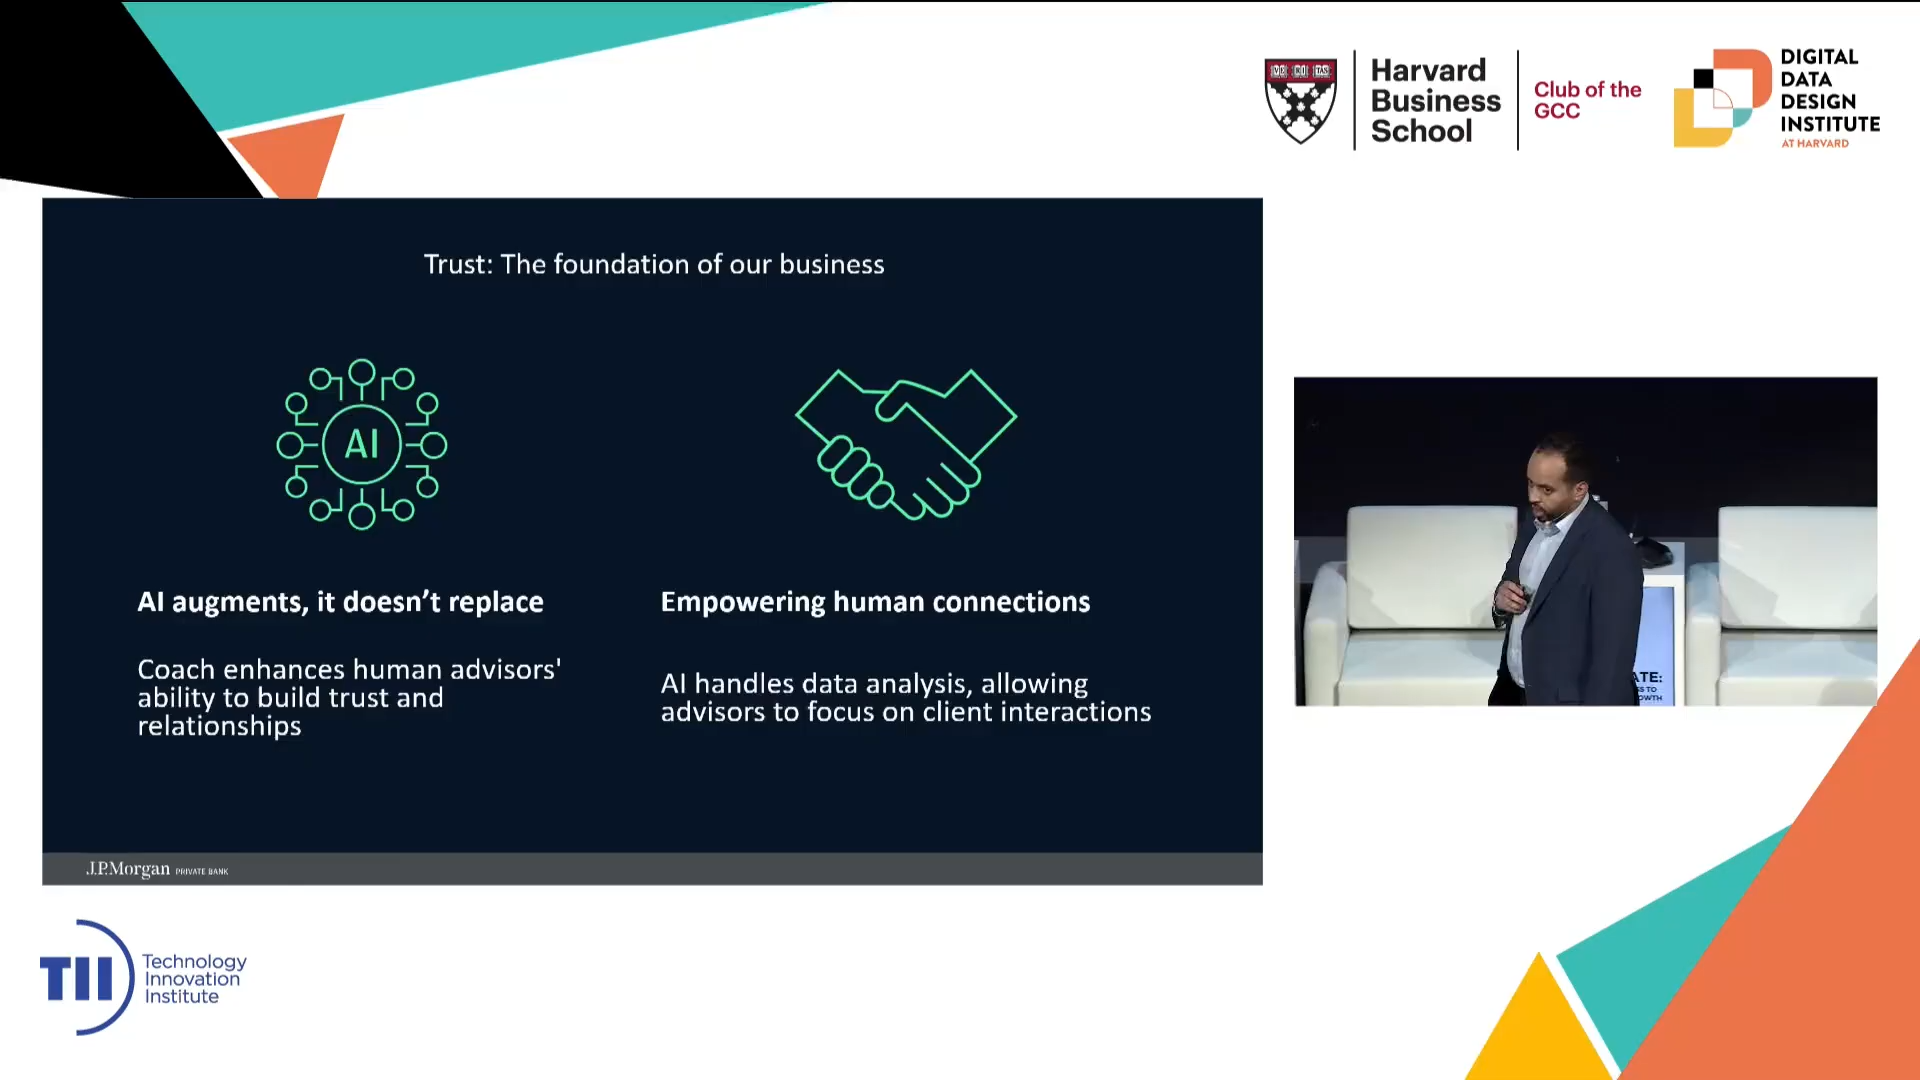 Harvard
Business
School
Club of the
GCC
DIGITAL
DATA
DESIGN
INSTITUTE
AT HARVARD
Trust: The foundation of our business
AI
AI augments, it doesn’t replace
Coach enhances human advisors'
ability to build trust and
relationships
Empowering human connections
AI handles data analysis, allowing
advisors to focus on client interactions
J.P.Morgan PRIVATE BANK
TII Technology
Innovation
Institute